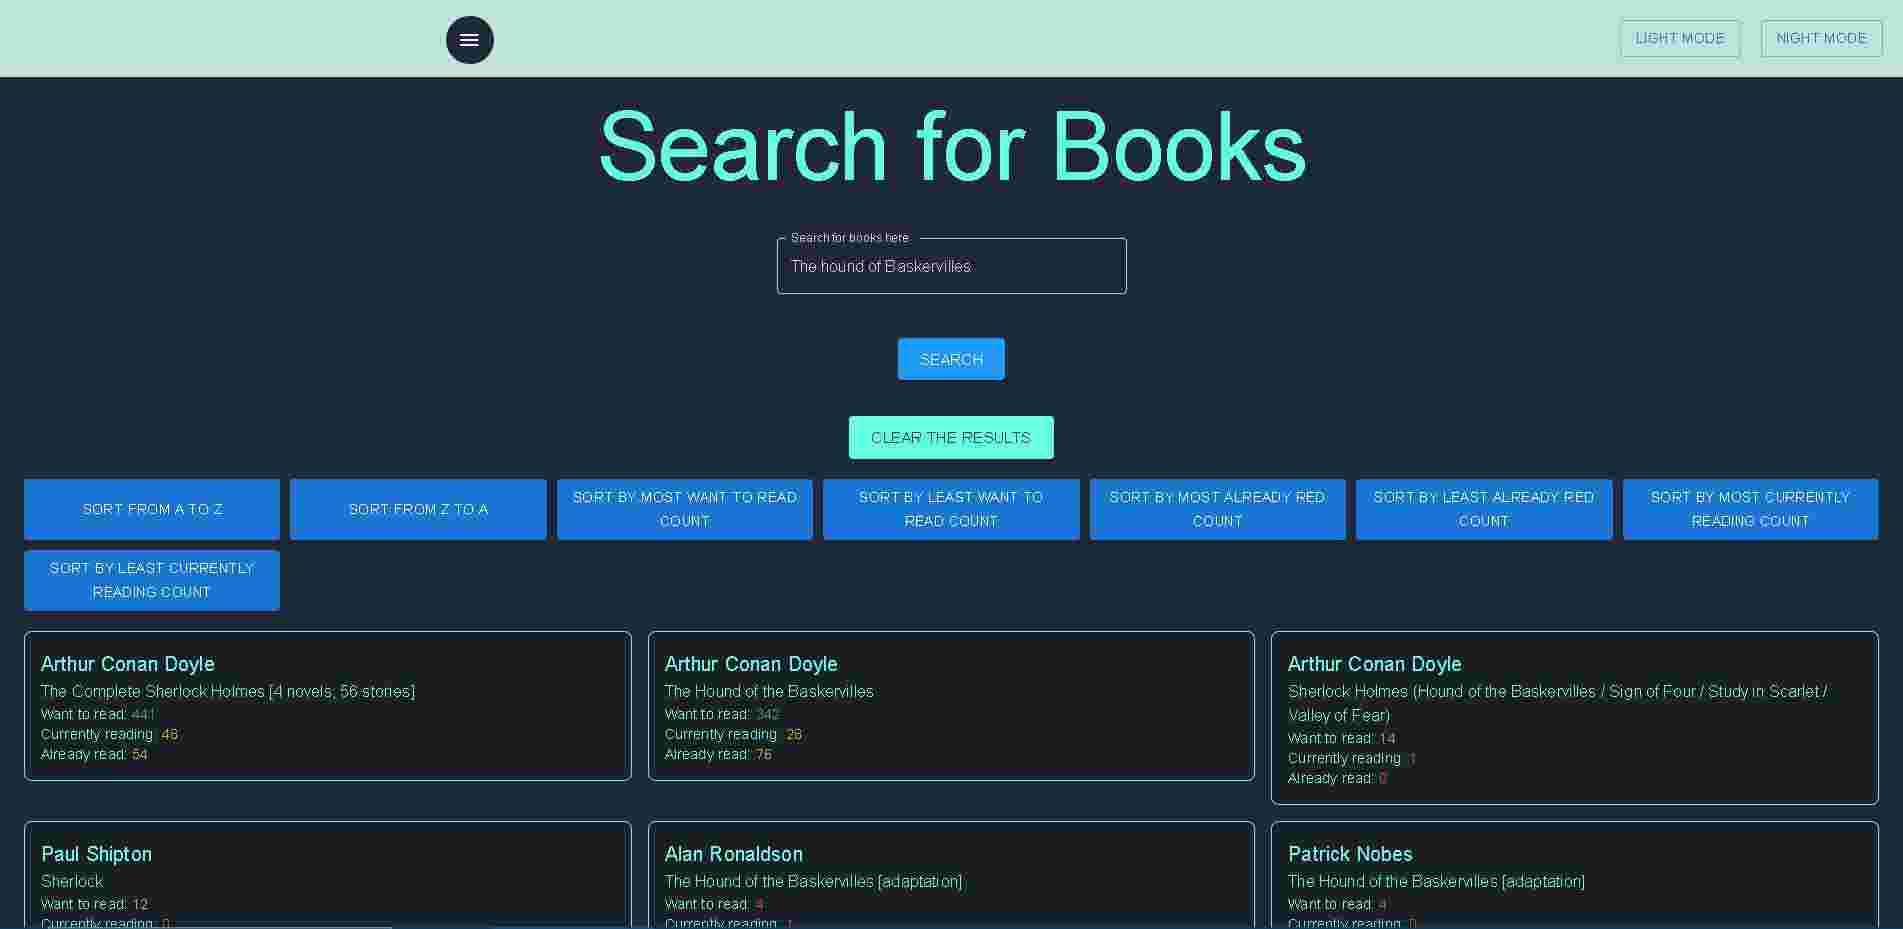 LIGHT MODE
NIGHT MODE
Search for Books
Search for books here
The hound of Baskervilles
SEARCH
CLEAR THE RESULTS
SORT FROM A TO Z
SORT FROM Z TO A
SORT BY MOST WANT TO READ
COUNT
SORT BY LEAST WANT TO
READ COUNT
SORT BY MOST ALREADY RED
COUNT
SORT BY LEAST ALREADY RED
COUNT
SORT BY MOST CURRENTLY
READING COUNT
SORT BY LEAST CURRENTLY
READING COUNT
Arthur Conan Doyle
The Complete Sherlock Holmes [4 novels, 56 stories]
Want to read: 441
Currently reading: 46
Already read: 54
Arthur Conan Doyle
The Hound of the Baskervilles
Want to read: 342
Currently reading: 26
Already read: 76
Arthur Conan Doyle
Sherlock Holmes (Hound of the Baskervilles / Sign of Four / Study in Scarlet /
Valley of Fear)
Want to read: 14
Currently reading: 1
Already read: 0
Paul Shipton
Sherlock
Want to read: 12
Currently reading: 0
Alan Ronaldson
The Hound of the Baskervilles [adaptation]
Want to read: 4
Currently reading: 1
Patrick Nobes
The Hound of the Baskervilles [adaptation]
Want to read: 4
Currently reading: 0